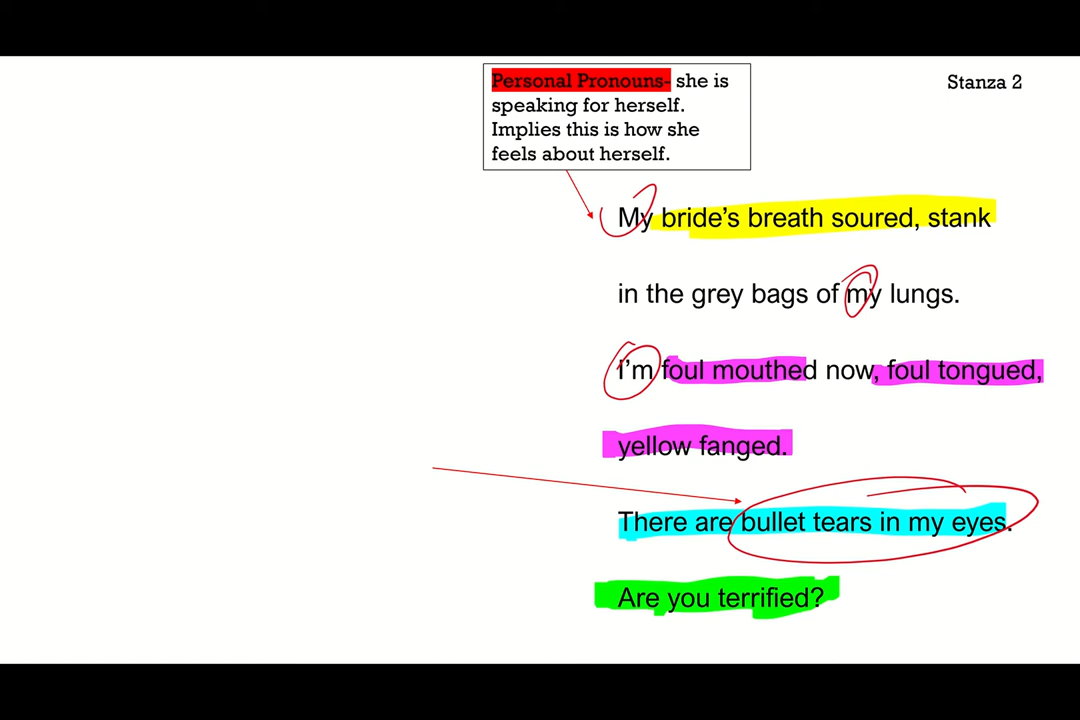 Personal Pronouns- she is
speaking for herself.
Implies this is how she
feels about herself.
Stanza 2
My bride's breath soured, stank
in the grey bags of my lungs.
I'm foul mouthed now, foul tongued,
yellow fanged.
There are bullet tears in my eyes.
Are you terrified?